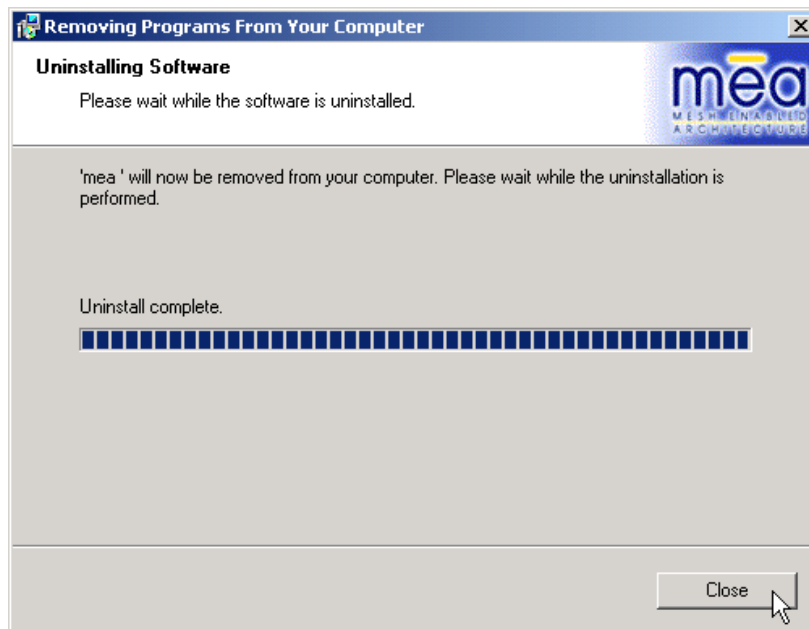 Removing Programs From Your Computer
Uninstalling Software
Please wait while the software is uninstalled.
mēa
MESH ENABLED
ARCHITECTURE
'mea ' will now be removed from your computer. Please wait while the uninstallation is
performed.
Uninstall complete.
Close